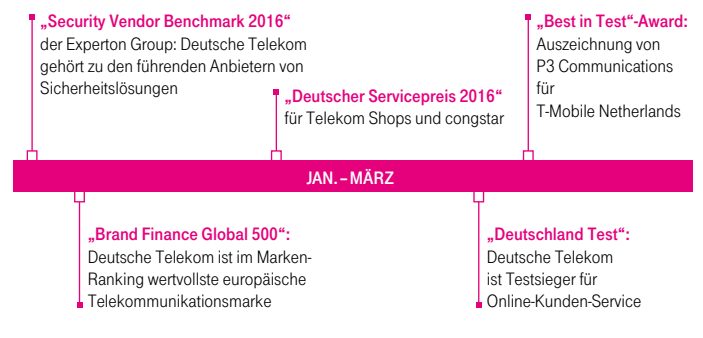 „Security Vendor Benchmark 2016“
der Experton Group: Deutsche Telekom
gehört zu den führenden Anbietern von
Sicherheitslösungen
„Deutscher Servicepreis 2016“
für Telekom Shops und congstar
„Best in Test“-Award:
Auszeichnung von
P3 Communications
für
T-Mobile Netherlands
JAN. – MÄRZ
„Brand Finance Global 500“:
Deutsche Telekom ist im Marken-
Ranking wertvollste europäische
Telekommunikationsmarke
„Deutschland Test“:
Deutsche Telekom
ist Testsieger für
Online-Kunden-Service